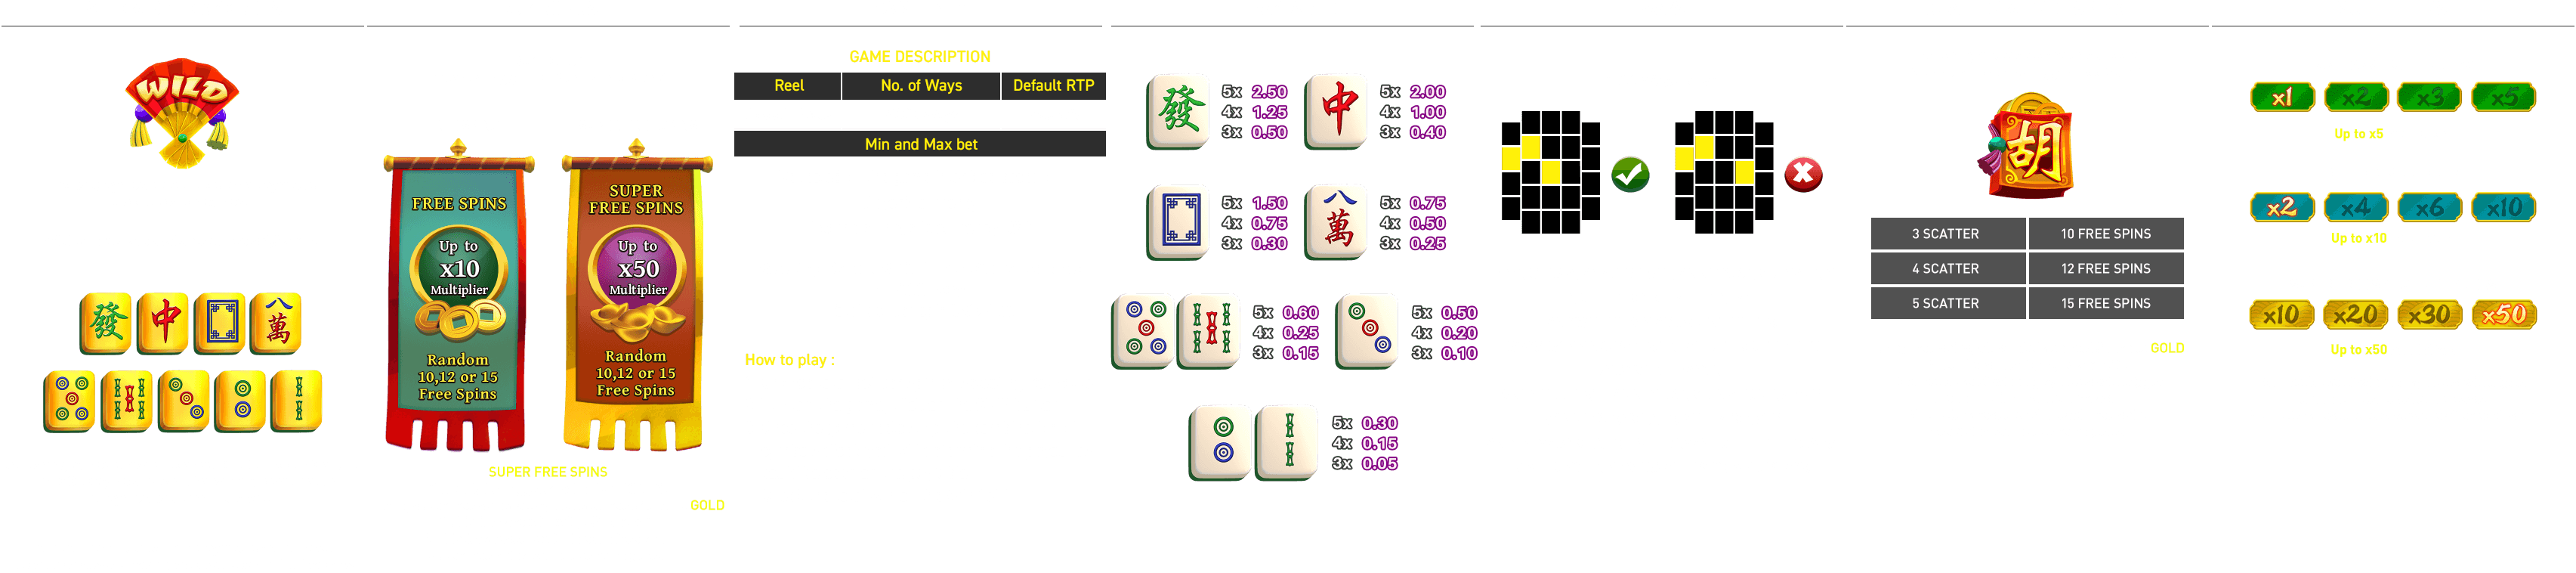 WILD
發 中 八萬
FREE SPINS
Up to
x10
Multiplier
Random
10,12 or 15
Free Spins
SUPER
FREE SPINS
Up to
x50
Multiplier
Random
10,12 or 15
Free Spins
SUPER FREE SPINS
GOLD
GAME DESCRIPTION
Reel No. of Ways Default RTP
Min and Max bet
How to play :
發
5x 2.50
4x 1.25
3x 0.50
中
5x 2.00
4x 1.00
3x 0.40
5x 1.50
4x 0.75
3x 0.30
八萬
5x 0.75
4x 0.50
3x 0.25
5x 0.60
4x 0.25
3x 0.15
5x 0.50
4x 0.20
3x 0.10
5x 0.30
4x 0.15
3x 0.05
胡
3 SCATTER 10 FREE SPINS
4 SCATTER 12 FREE SPINS
5 SCATTER 15 FREE SPINS
GOLD
x1 x2 x3 x5
Up to x5
x2 x4 x6 x10
Up to x10
x10 x20 x30 x50
Up to x50